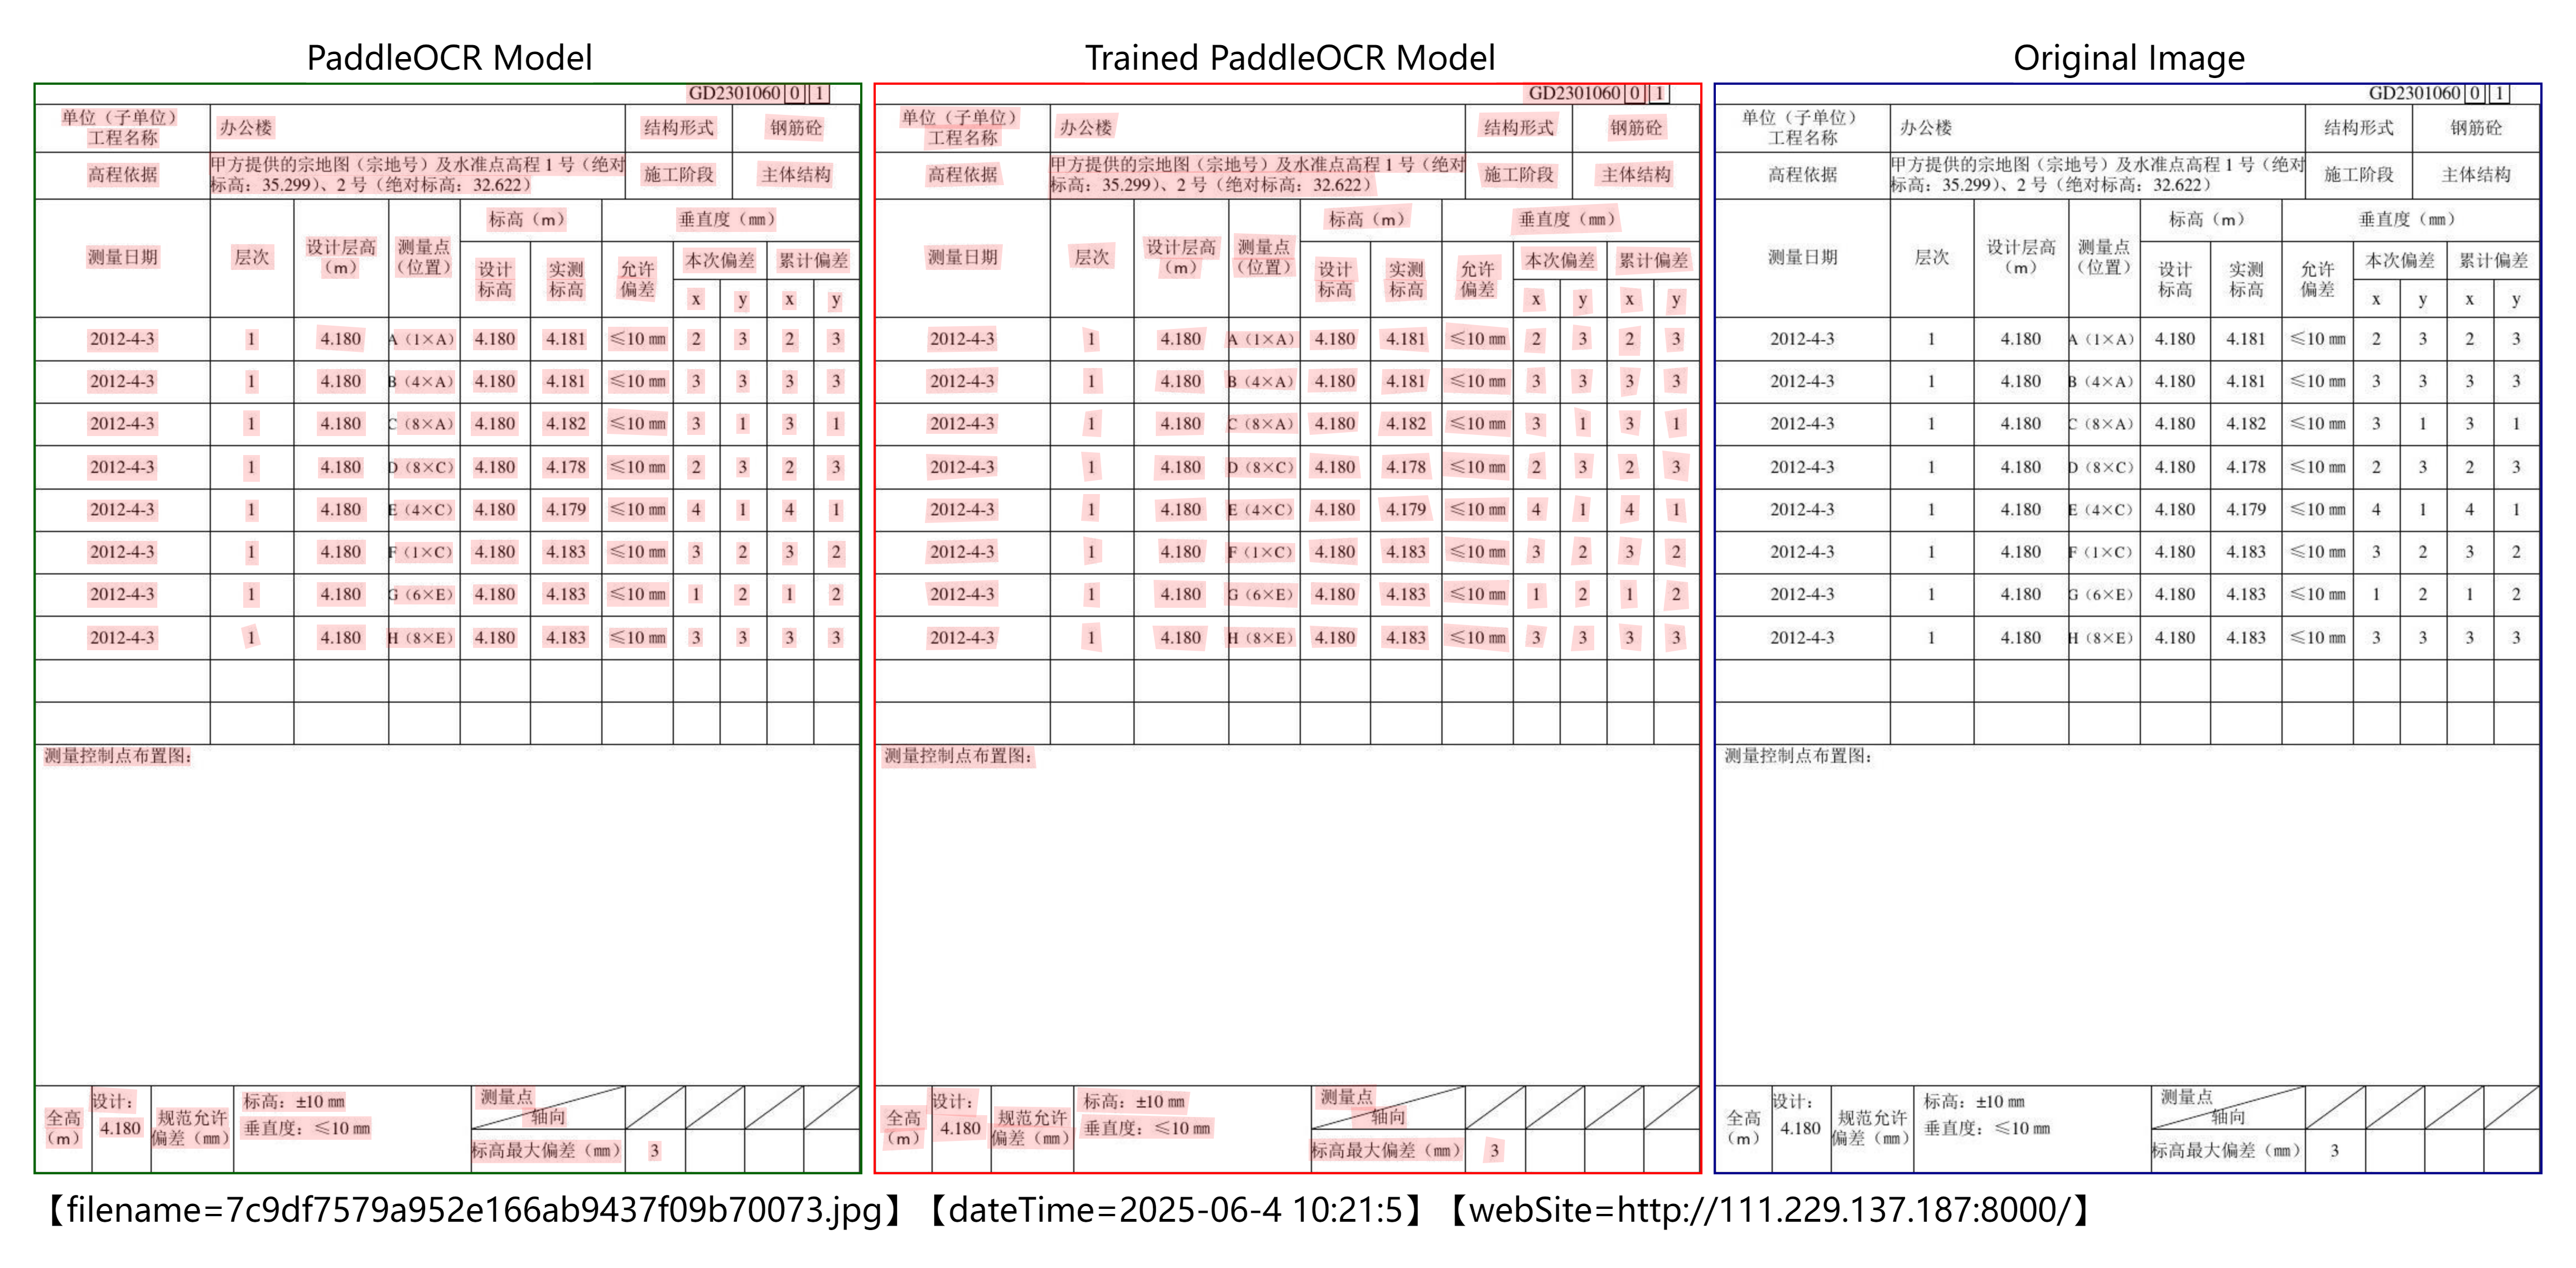 PaddleOCR Model
GD2301060 0 1
单位（子单位）
工程名称 办公楼 结构形式 钢筋砼
高程依据 甲方提供的宗地图（宗地号）及水准点高程 1 号（绝对
标高：35.299）、2 号（绝对标高：32.622） 施工阶段 主体结构
测量日期 层次 设计层高
（m） 测量点
（位置） 标高（m） 垂直度（㎜）
设计
标高 实测
标高 允许
偏差 本次偏差 累计偏差
x y x y
2012-4-3 1 4.180 A（1×A） 4.180 4.181 ≤10 ㎜ 2 3 2 3
2012-4-3 1 4.180 B（4×A） 4.180 4.181 ≤10 ㎜ 3 3 3 3
2012-4-3 1 4.180 C（8×A） 4.180 4.182 ≤10 ㎜ 3 1 3 1
2012-4-3 1 4.180 D（8×C） 4.180 4.178 ≤10 ㎜ 2 3 2 3
2012-4-3 1 4.180 E（4×C） 4.180 4.179 ≤10 ㎜ 4 1 4 1
2012-4-3 1 4.180 F（1×C） 4.180 4.183 ≤10 ㎜ 3 2 3 2
2012-4-3 1 4.180 G（6×E） 4.180 4.183 ≤10 ㎜ 1 2 1 2
2012-4-3 1 4.180 H（8×E） 4.180 4.183 ≤10 ㎜ 3 3 3 3
测量控制点布置图：
全高
（m） 设计：
4.180 规范允许
偏差（㎜） 标高：±10 ㎜
垂直度：≤10 ㎜ 测量点
轴向
标高最大偏差（㎜） 3
Trained PaddleOCR Model
GD2301060 0 1
单位（子单位）
工程名称 办公楼 结构形式 钢筋砼
高程依据 甲方提供的宗地图（宗地号）及水准点高程 1 号（绝对
标高：35.299）、2 号（绝对标高：32.622） 施工阶段 主体结构
测量日期 层次 设计层高
（m） 测量点
（位置） 标高（m） 垂直度（㎜）
设计
标高 实测
标高 允许
偏差 本次偏差 累计偏差
x y x y
2012-4-3 1 4.180 A（1×A） 4.180 4.181 ≤10 ㎜ 2 3 2 3
2012-4-3 1 4.180 B（4×A） 4.180 4.181 ≤10 ㎜ 3 3 3 3
2012-4-3 1 4.180 C（8×A） 4.180 4.182 ≤10 ㎜ 3 1 3 1
2012-4-3 1 4.180 D（8×C） 4.180 4.178 ≤10 ㎜ 2 3 2 3
2012-4-3 1 4.180 E（4×C） 4.180 4.179 ≤10 ㎜ 4 1 4 1
2012-4-3 1 4.180 F（1×C） 4.180 4.183 ≤10 ㎜ 3 2 3 2
2012-4-3 1 4.180 G（6×E） 4.180 4.183 ≤10 ㎜ 1 2 1 2
2012-4-3 1 4.180 H（8×E） 4.180 4.183 ≤10 ㎜ 3 3 3 3
测量控制点布置图：
全高
（m） 设计：
4.180 规范允许
偏差（㎜） 标高：±10 ㎜
垂直度：≤10 ㎜ 测量点
轴向
标高最大偏差（㎜） 3
Original Image
GD2301060 0 1
单位（子单位）
工程名称 办公楼 结构形式 钢筋砼
高程依据 甲方提供的宗地图（宗地号）及水准点高程 1 号（绝对
标高：35.299）、2 号（绝对标高：32.622） 施工阶段 主体结构
测量日期 层次 设计层高
（m） 测量点
（位置） 标高（m） 垂直度（㎜）
设计
标高 实测
标高 允许
偏差 本次偏差 累计偏差
x y x y
2012-4-3 1 4.180 A（1×A） 4.180 4.181 ≤10 ㎜ 2 3 2 3
2012-4-3 1 4.180 B（4×A） 4.180 4.181 ≤10 ㎜ 3 3 3 3
2012-4-3 1 4.180 C（8×A） 4.180 4.182 ≤10 ㎜ 3 1 3 1
2012-4-3 1 4.180 D（8×C） 4.180 4.178 ≤10 ㎜ 2 3 2 3
2012-4-3 1 4.180 E（4×C） 4.180 4.179 ≤10 ㎜ 4 1 4 1
2012-4-3 1 4.180 F（1×C） 4.180 4.183 ≤10 ㎜ 3 2 3 2
2012-4-3 1 4.180 G（6×E） 4.180 4.183 ≤10 ㎜ 1 2 1 2
2012-4-3 1 4.180 H（8×E） 4.180 4.183 ≤10 ㎜ 3 3 3 3
测量控制点布置图：
全高
（m） 设计：
4.180 规范允许
偏差（㎜） 标高：±10 ㎜
垂直度：≤10 ㎜ 测量点
轴向
标高最大偏差（㎜） 3
【filename=7c9df7579a952e166ab9437f09b70073.jpg】【dateTime=2025-06-4 10:21:5】【webSite=http://111.229.137.187:8000/】